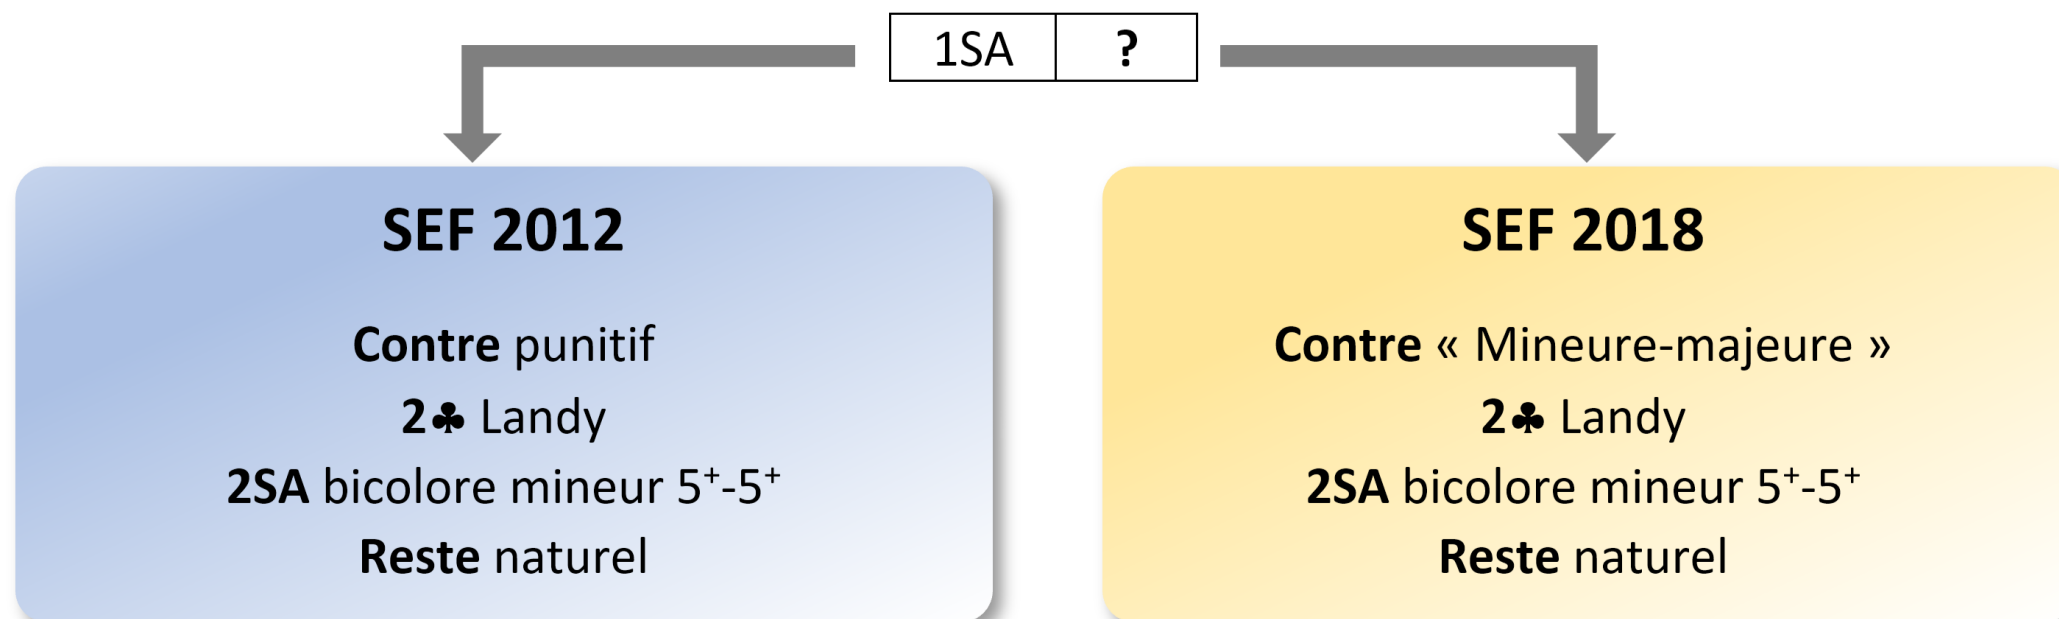 1SA ?
SEF 2012
Contre punitif
2♣ Landy
2SA bicolore mineur 5⁺-5⁺
Reste naturel
SEF 2018
Contre « Mineure-majeure »
2♣ Landy
2SA bicolore mineur 5⁺-5⁺
Reste naturel